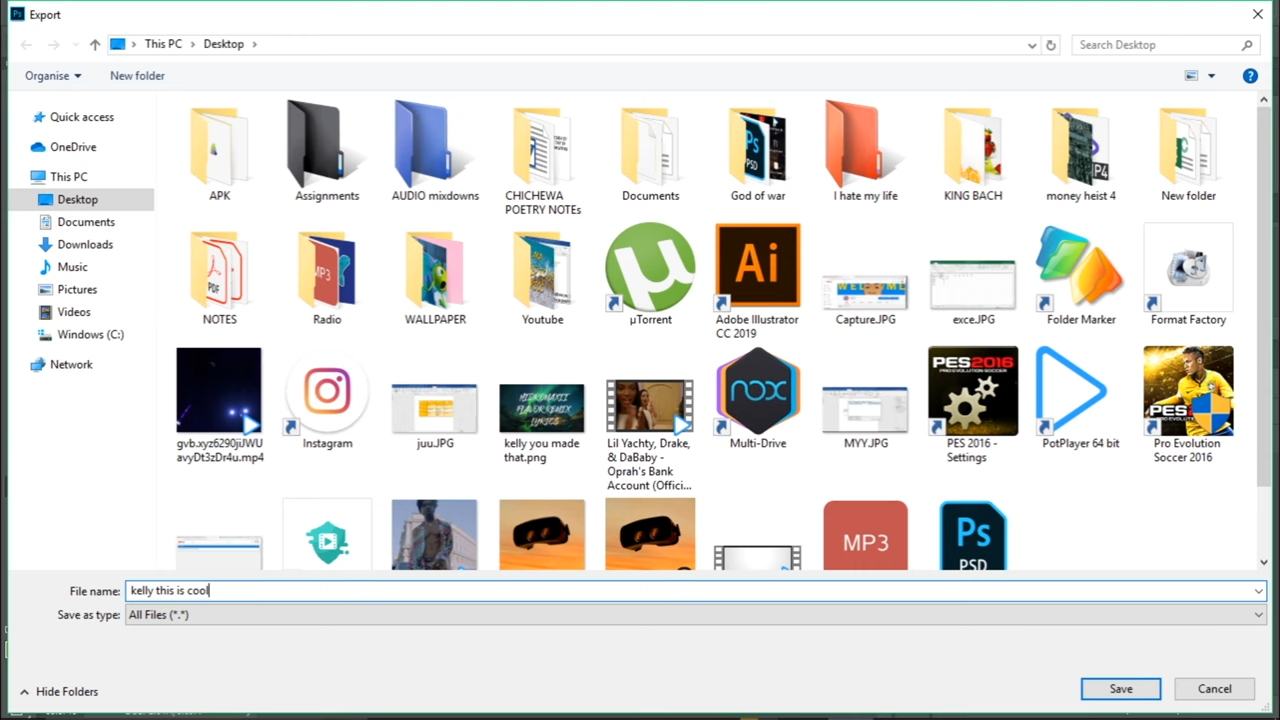 Export
This PC
Desktop
Search Desktop
Organise
New folder
Quick access
OneDrive
This PC
Desktop
Documents
Downloads
Music
Pictures
Videos
Windows (C:)
Network
APK
Assignments
AUDIO mixdowns
CHICHEWA
POETRY NOTEs
Documents
God of war
I hate my life
KING BACH
money heist 4
New folder
NOTES
Radio
WALLPAPER
Youtube
µTorrent
Adobe Illustrator
CC 2019
Capture.JPG
exce.JPG
Folder Marker
Format Factory
gvb.xyz6290jiJWU
avyDt3zDr4u.mp4
Instagram
juu.JPG
kelly you made
that.png
Lil Yachty, Drake,
& DaBaby -
Oprah's Bank
Account (Offici...
Multi-Drive
MYY.JPG
PES 2016 -
Settings
PotPlayer 64 bit
Pro Evolution
Soccer 2016
MP3
Ps
PSD
File name:
kelly this is cool
Save as type:
All Files (*.*)
Hide Folders
Save
Cancel